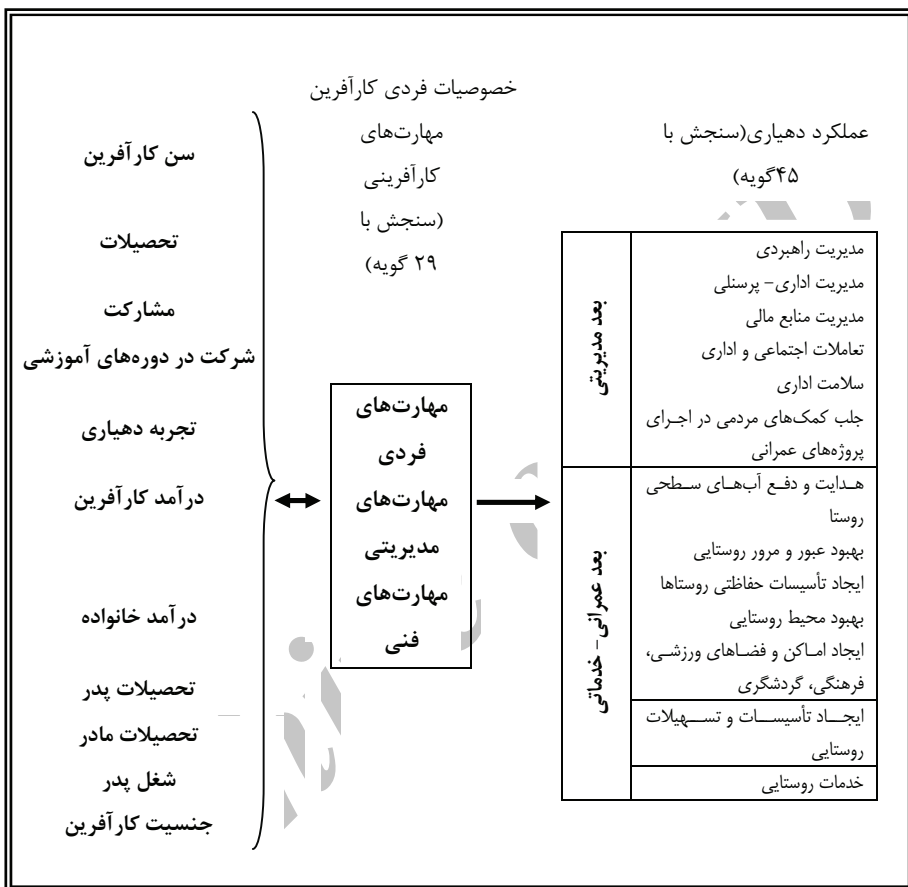 خصوصیات فردی کارآفرین
مهارت‌های
کارآفرینی
(سنجش با
۲۹ گویه)
عملکرد دهیاری(سنجش با
۴۵گویه)
سن کارآفرین
تحصیلات
مشارکت
شرکت در دوره‌های آموزشی
تجربه دهیاری
درآمد کارآفرین
درآمد خانواده
تحصیلات پدر
تحصیلات مادر
شغل پدر
جنسیت کارآفرین
مهارت‌های
فردی
مهارت‌های
مدیریتی
مهارت‌های
فنی
بعد مدیریتی
مدیریت راهبردی
مدیریت اداری- پرسنلی
مدیریت منابع مالی
تعاملات اجتماعی و اداری
سلامت اداری
جلب کمک‌های مردمی در اجرای
پروژه‌های عمرانی
بعد عمرانی- خدماتی
هدایت و دفع آب‌های سطحی
روستا
بهبود عبور و مرور روستایی
ایجاد تأسیسات حفاظتی روستاها
بهبود محیط روستایی
ایجاد اماکن و فضاهای ورزشی،
فرهنگی، گردشگری
ایجاد تأسیسات و تسهیلات
روستایی
خدمات روستایی